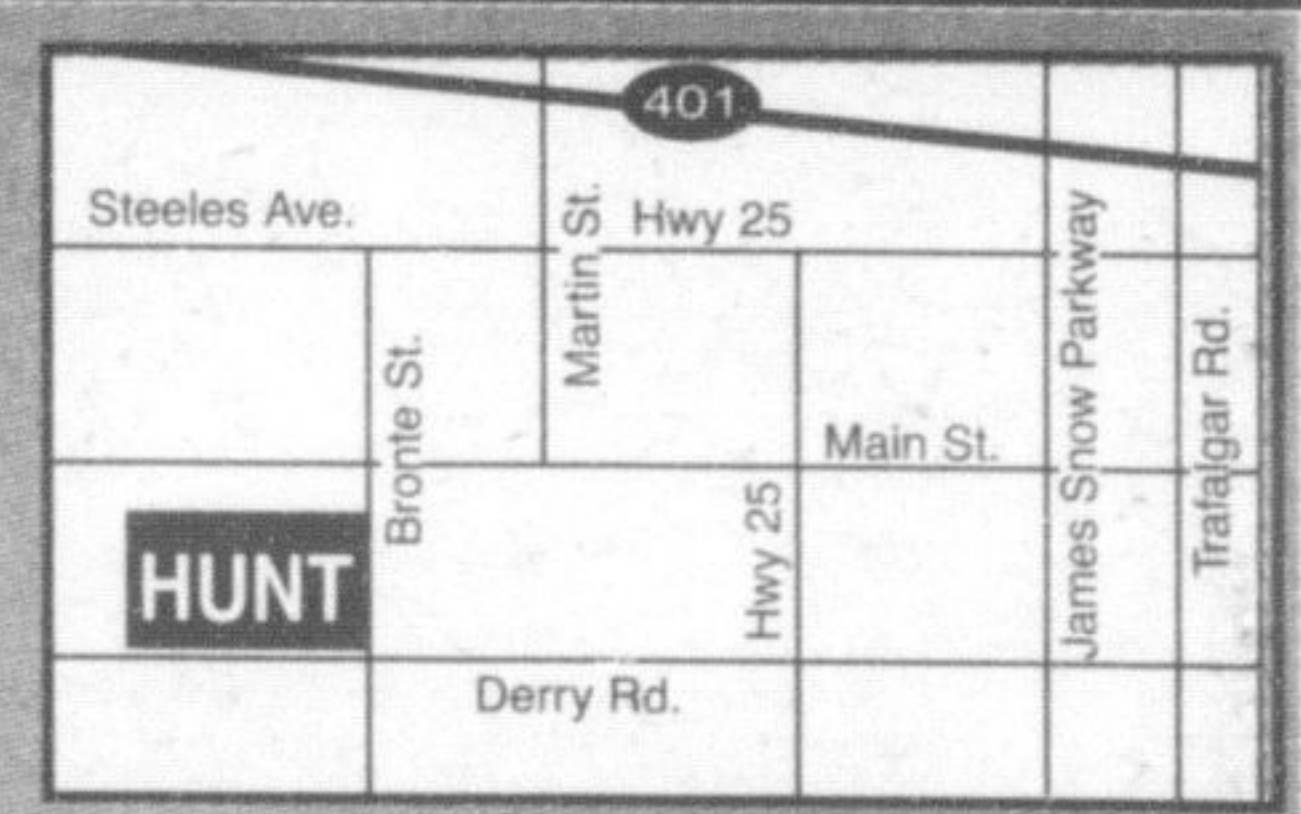 401
Steeles Ave.
Hwy 25
Martin St.
Bronte St.
Main St.
James Snow Parkway
Trafalgar Rd.
HUNT
Hwy 25
Derry Rd.